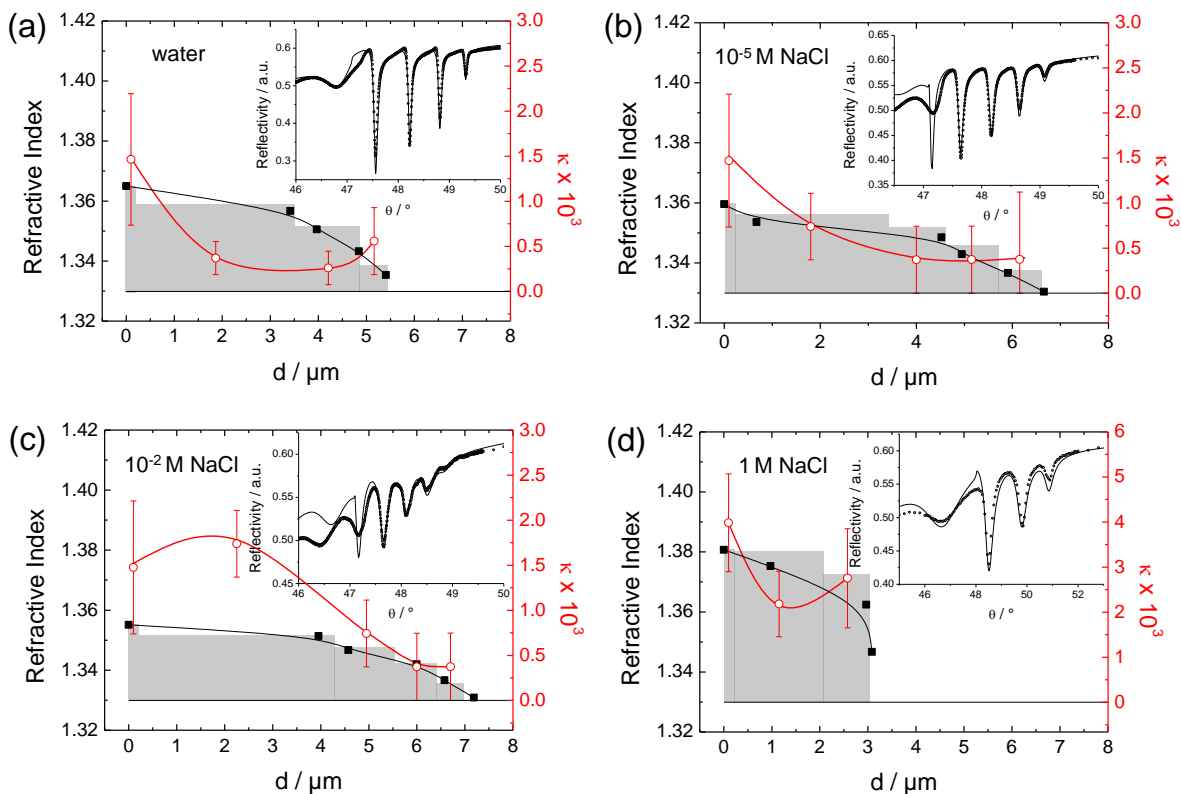 (a)
water
1.42
1.40
1.38
1.36
1.34
1.32
Refractive Index
0 1 2 3 4 5 6 7 8
d / µm
3.0
2.5
2.0
1.5
1.0
0.5
0.0
κ x 10³
0.6
0.5
0.4
0.3
Reflectivity / a.u.
46 47 48 49 50
θ / °
(b)
10⁻⁵ M NaCl
1.42
1.40
1.38
1.36
1.34
1.32
Refractive Index
0 2 4 6 8
d / µm
3.0
2.5
2.0
1.5
1.0
0.5
0.0
κ x 10³
0.65
0.60
0.55
0.50
0.45
0.40
0.35
Reflectivity / a.u.
47 48 49 50
θ / °
(c)
10⁻² M NaCl
1.42
1.40
1.38
1.36
1.34
1.32
Refractive Index
0 1 2 3 4 5 6 7 8
d / µm
3.0
2.5
2.0
1.5
1.0
0.5
0.0
κ x 10³
0.60
0.55
0.50
0.45
Reflectivity / a.u.
46 47 48 49 50
θ / °
(d)
1 M NaCl
1.42
1.40
1.38
1.36
1.34
1.32
Refractive Index
0 1 2 3 4 5 6 7 8
d / µm
6
5
4
3
2
1
0
κ x 10³
0.60
0.55
0.50
0.45
0.40
Reflectivity / a.u.
46 48 50 52
θ / °